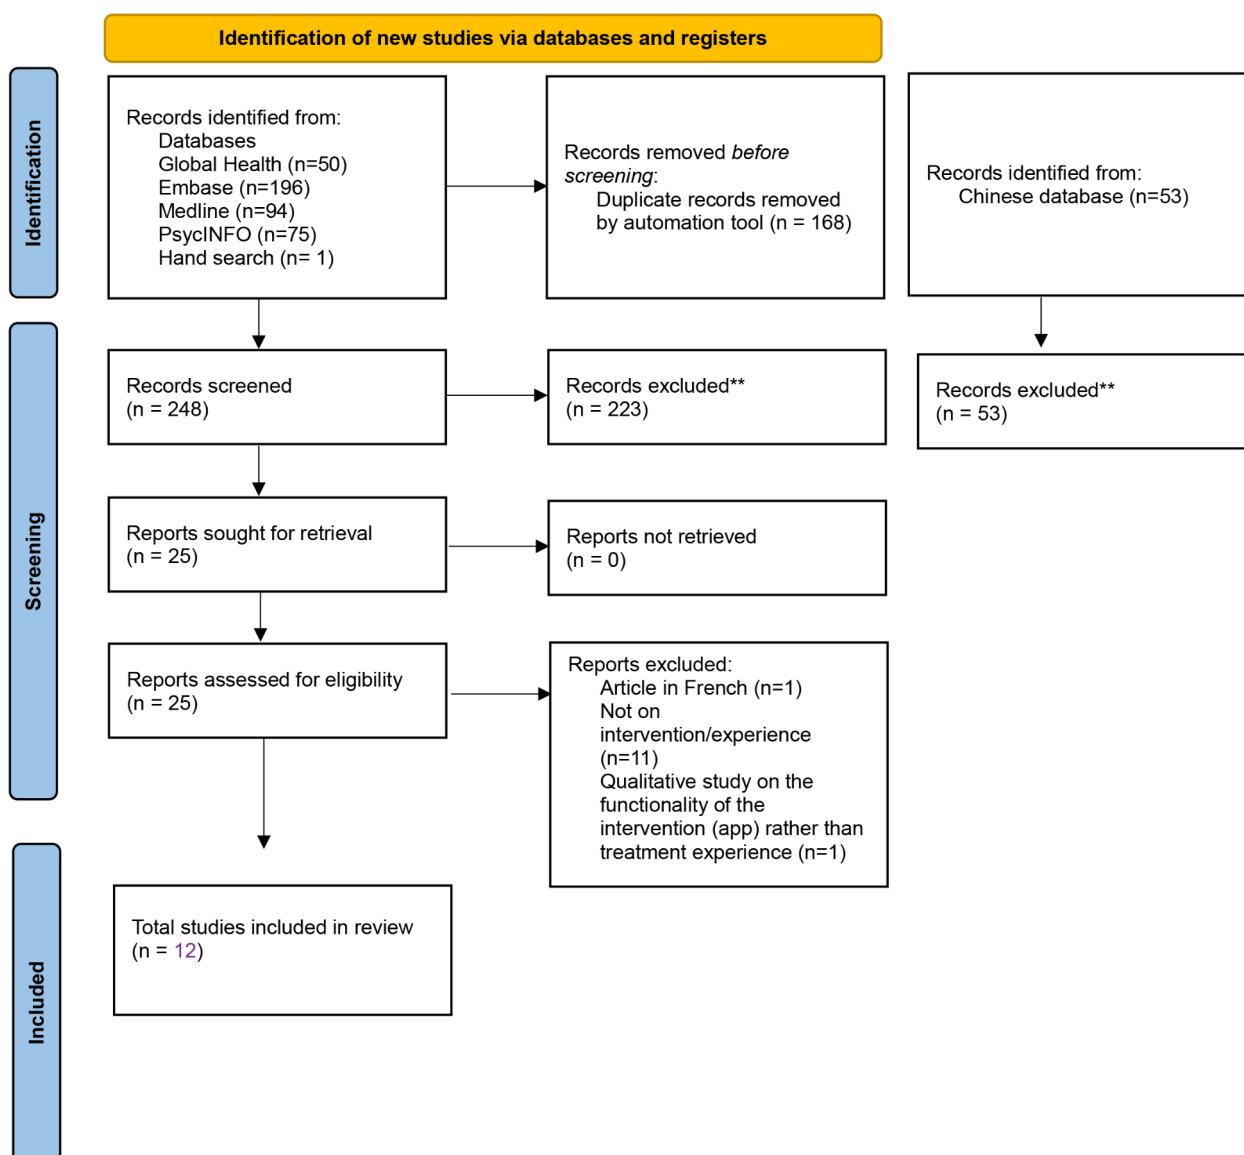 Identification of new studies via databases and registers
Identification
Records identified from:
Databases
Global Health (n=50)
Embase (n=196)
Medline (n=94)
PsycINFO (n=75)
Hand search (n= 1)
Records removed before
screening:
Duplicate records removed
by automation tool (n = 168)
Records identified from:
Chinese database (n=53)
Screening
Records screened
(n = 248)
Records excluded**
(n = 223)
Records excluded**
(n = 53)
Reports sought for retrieval
(n = 25)
Reports not retrieved
(n = 0)
Reports assessed for eligibility
(n = 25)
Reports excluded:
Article in French (n=1)
Not on
intervention/experience
(n=11)
Qualitative study on the
functionality of the
intervention (app) rather than
treatment experience (n=1)
Included
Total studies included in review
(n = 12)